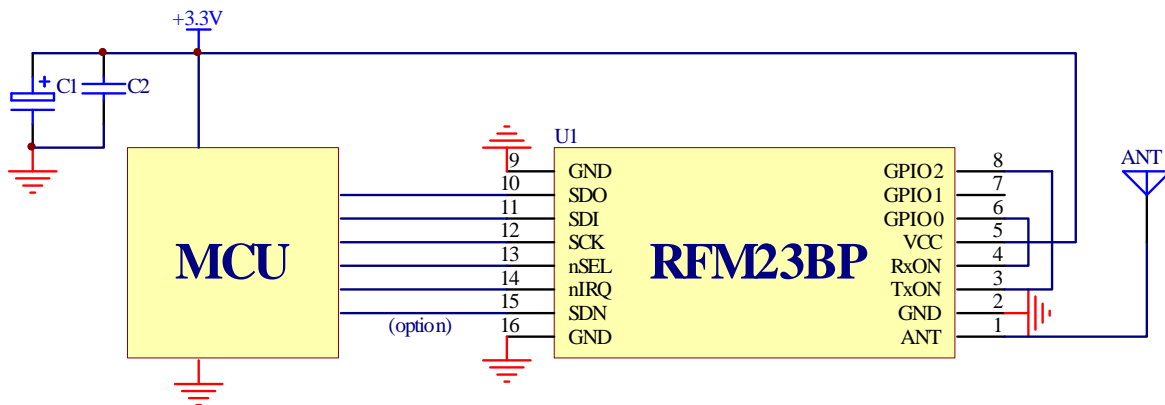 +3.3V
C1
C2
U1
ANT
MCU
RFM23BP
9 GND
10 SDO
11 SDI
12 SCK
13 nSEL
14 nIRQ
15 SDN
(option)
16 GND
GPIO2 8
GPIO1 7
GPIO0 6
VCC 5
RxON 4
TxON 3
GND 2
ANT 1